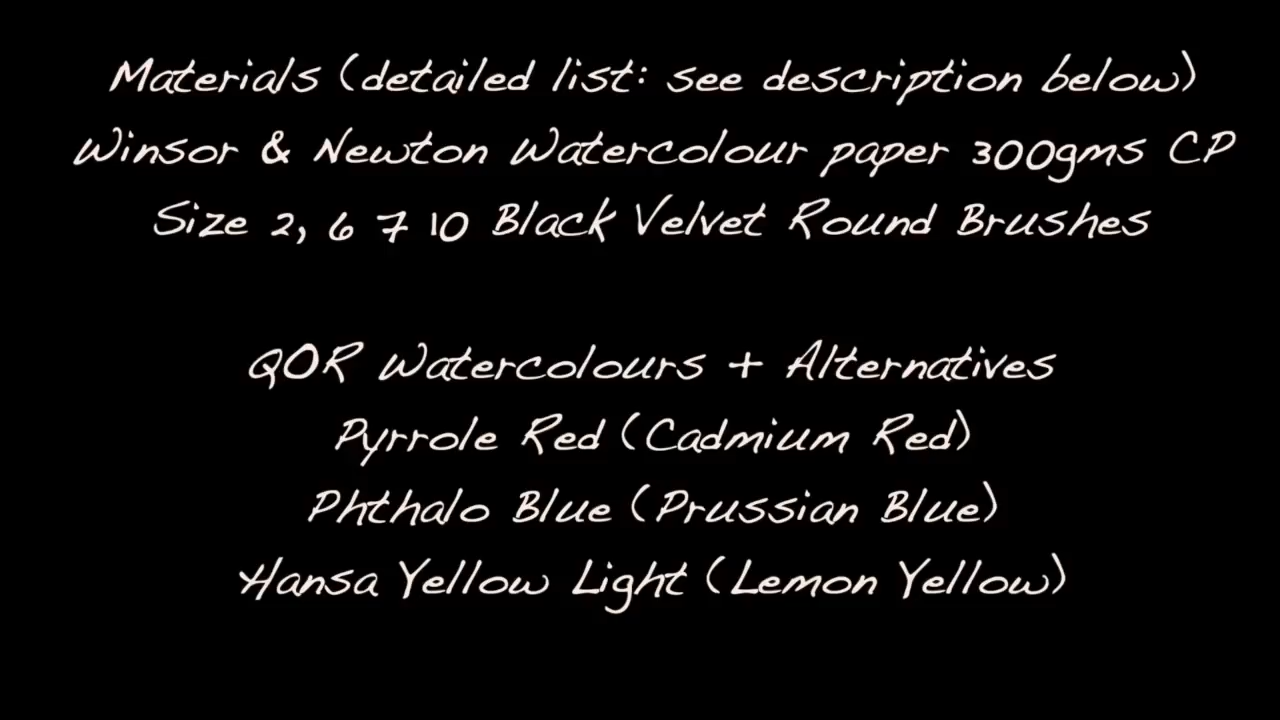 Materials (detailed list: see description below)
Winsor & Newton Watercolour paper 300gms CP
Size 2, 6 7 10 Black Velvet Round Brushes
QOR Watercolours + Alternatives
Pyrrole Red (Cadmium Red)
Phthalo Blue (Prussian Blue)
Hansa Yellow Light (Lemon Yellow)